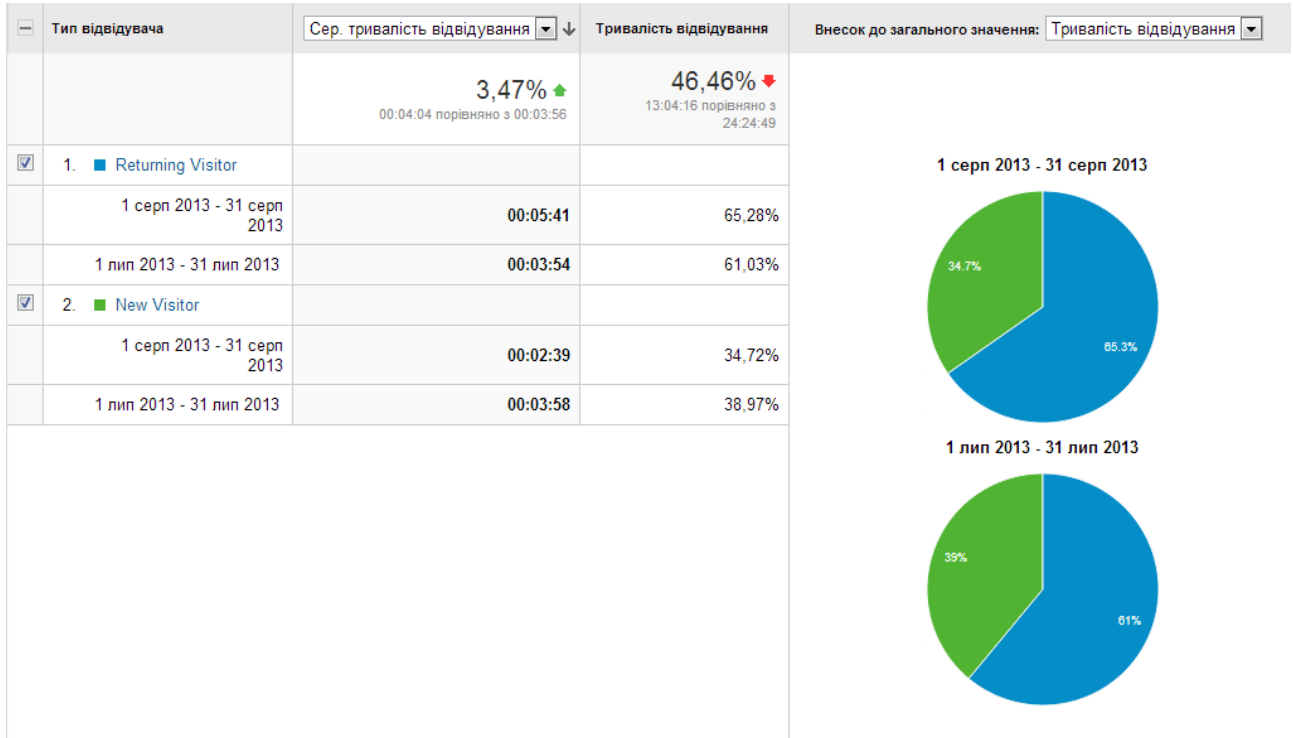 Тип відвідувача
Сер. тривалість відвідування
Тривалість відвідування
Внесок до загального значення: Тривалість відвідування
3,47%
00:04:04 порівняно з 00:03:56
46,46%
13:04:16 порівняно з
24:24:49
1. Returning Visitor
1 серп 2013 - 31 серп
2013
00:05:41
65,28%
1 лип 2013 - 31 лип 2013
00:03:54
61,03%
2. New Visitor
1 серп 2013 - 31 серп
2013
00:02:39
34,72%
1 лип 2013 - 31 лип 2013
00:03:58
38,97%
1 серп 2013 - 31 серп 2013
34.7%
65.3%
1 лип 2013 - 31 лип 2013
39%
61%